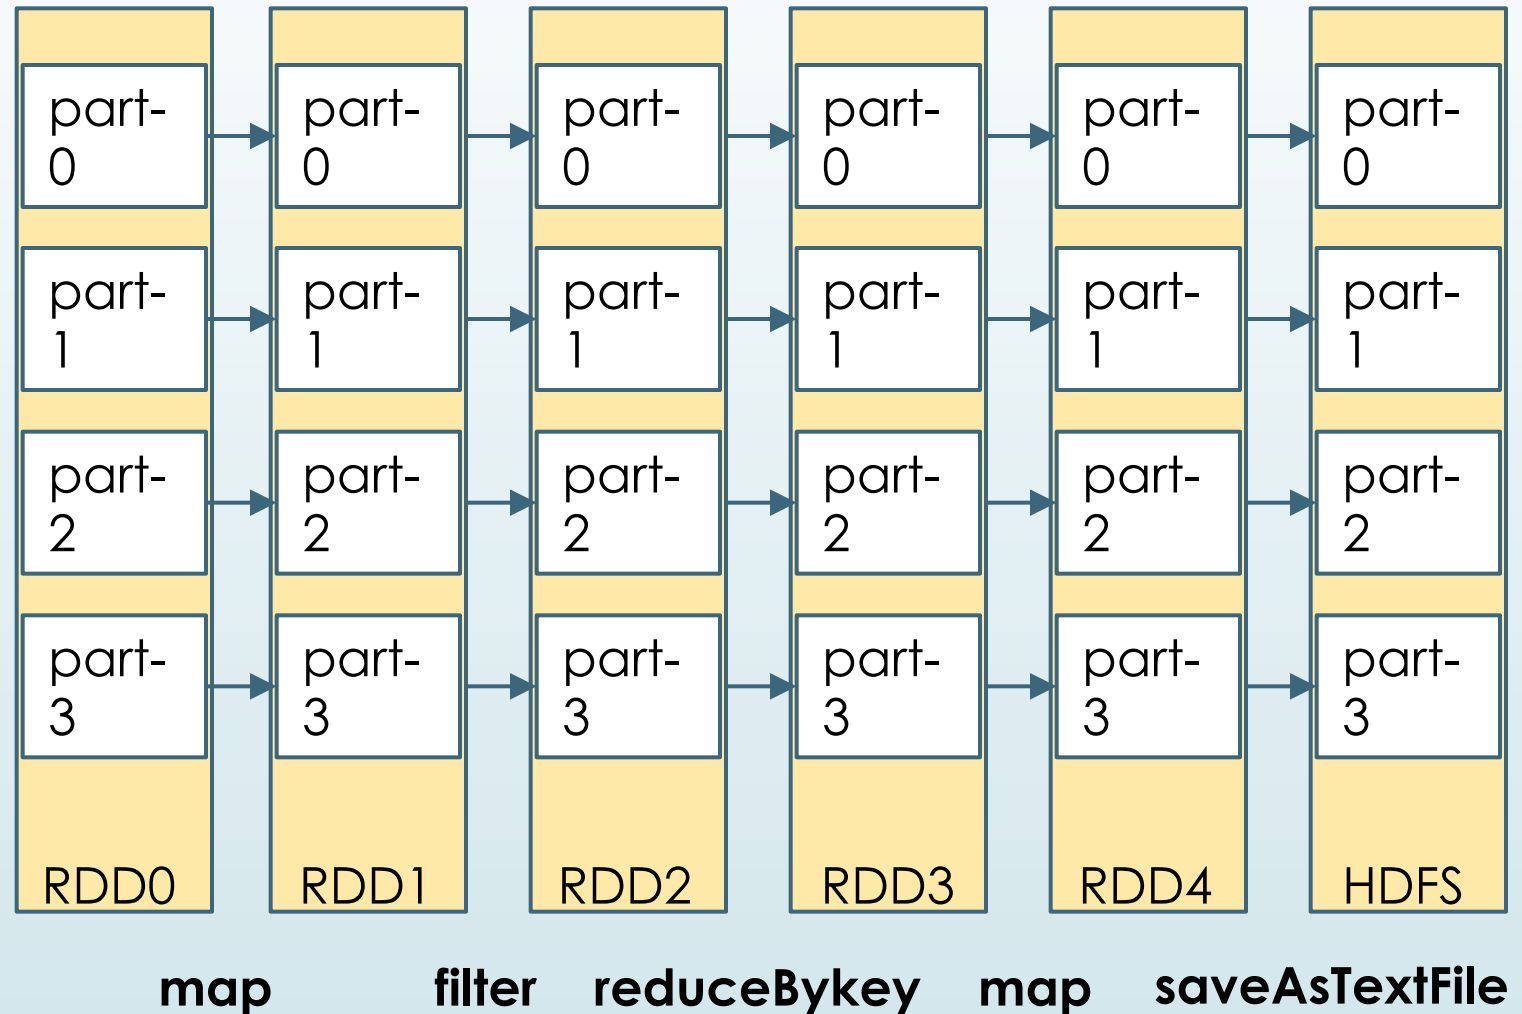 part- part- part- part- part- part-
0 0 0 0 0 0
part- part- part- part- part- part-
1 1 1 1 1 1
part- part- part- part- part- part-
2 2 2 2 2 2
part- part- part- part- part- part-
3 3 3 3 3 3
RDD0 RDD1 RDD2 RDD3 RDD4 HDFS
map filter reduceBykey map saveAsTextFile